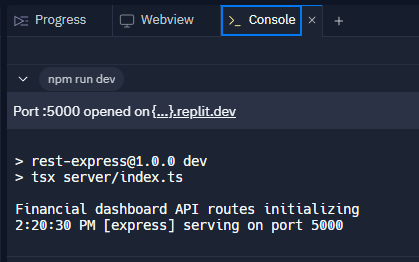 Progress Webview Console × +
npm run dev
Port :5000 opened on {...}.replit.dev
> rest-express@1.0.0 dev
> tsx server/index.ts
Financial dashboard API routes initializing
2:20:30 PM [express] serving on port 5000